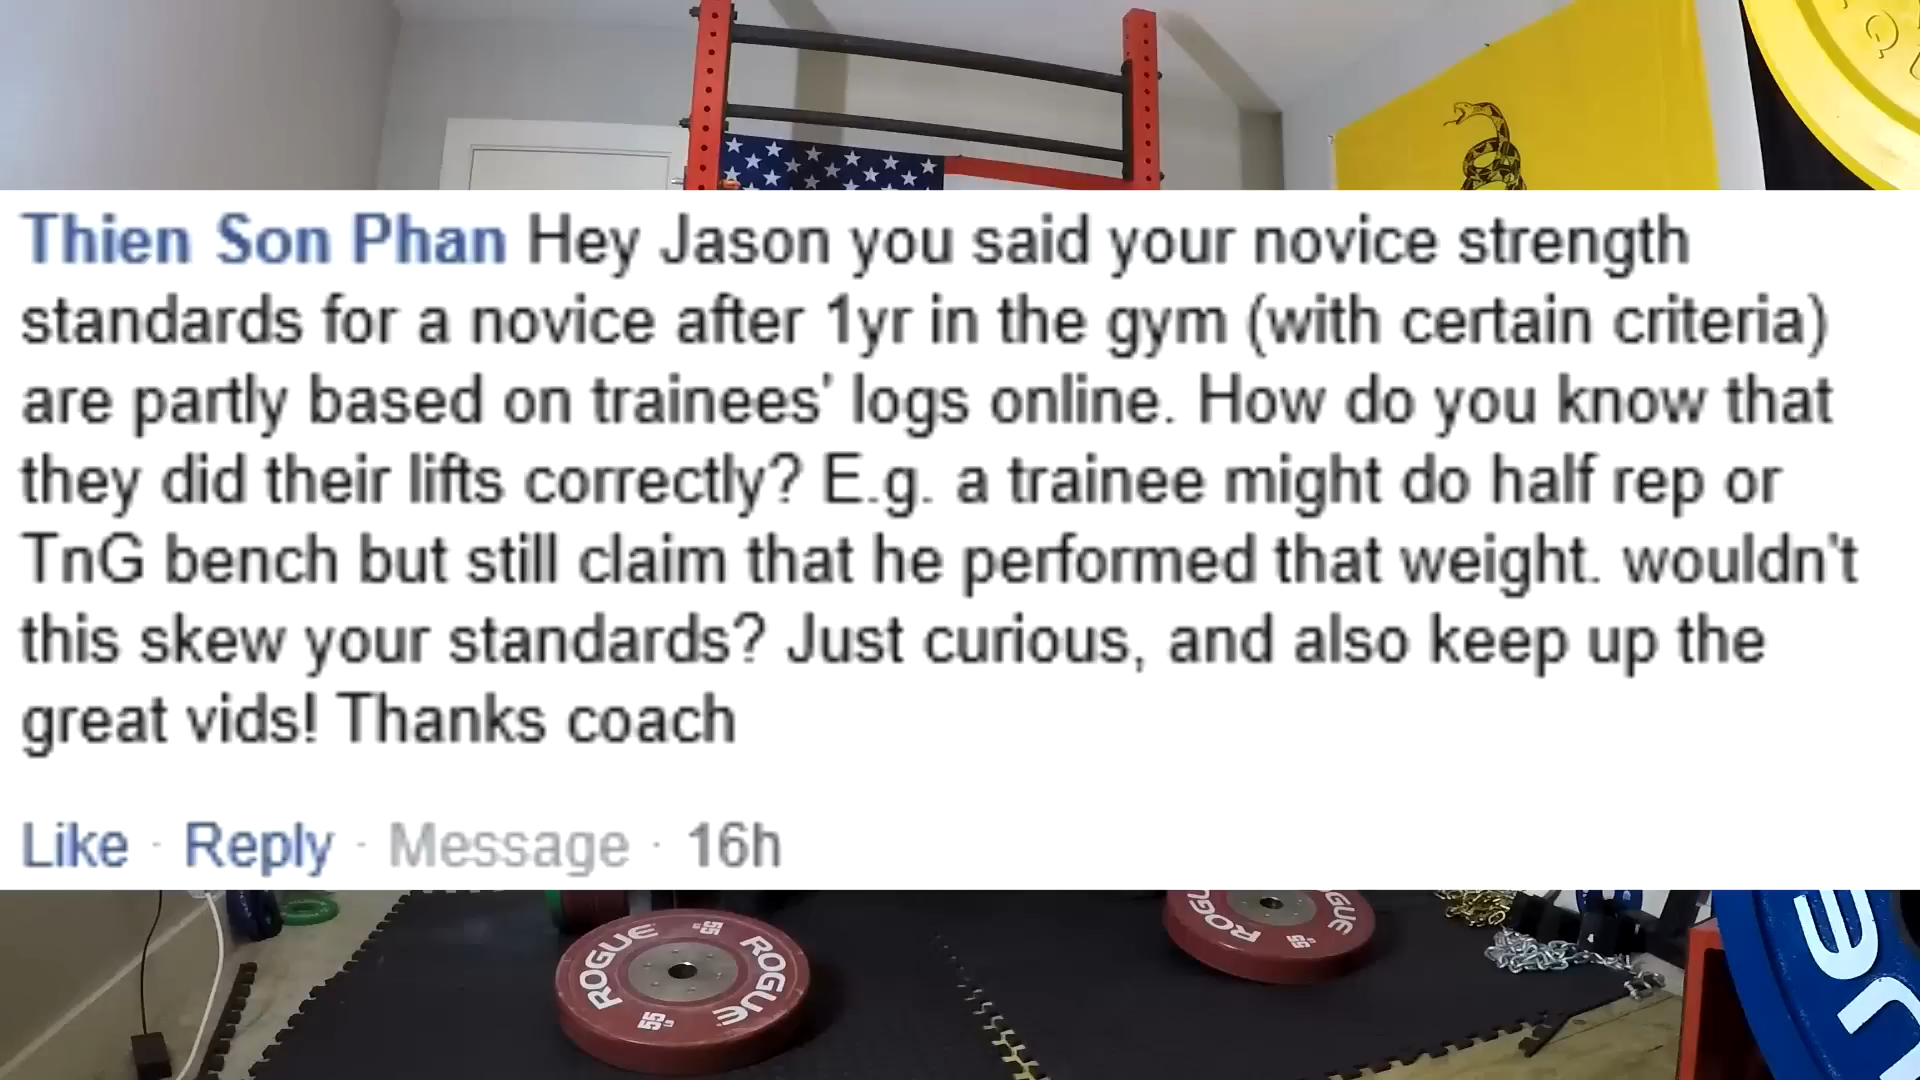 Thien Son Phan Hey Jason you said your novice strength
standards for a novice after 1yr in the gym (with certain criteria)
are partly based on trainees' logs online. How do you know that
they did their lifts correctly? E.g. a trainee might do half rep or
TnG bench but still claim that he performed that weight. wouldn't
this skew your standards? Just curious, and also keep up the
great vids! Thanks coach
Like · Reply · Message · 16h
ROGUE 55 ROGUE 55
ROGU 55 OGUE